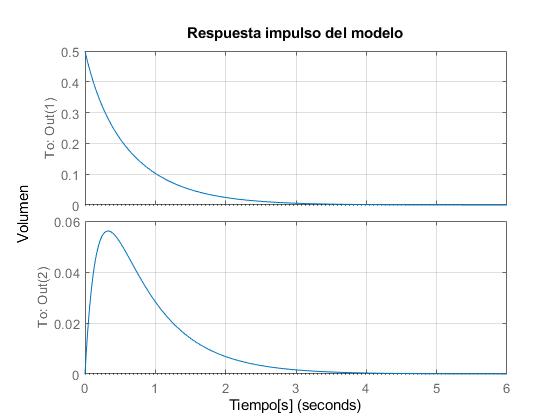 Respuesta impulso del modelo
0.5
0.4
0.3
0.2
0.1
0
To: Out(1)
Volumen
0.06
0.04
0.02
0
To: Out(2)
0 1 2 3 4 5 6
Tiempo[s] (seconds)